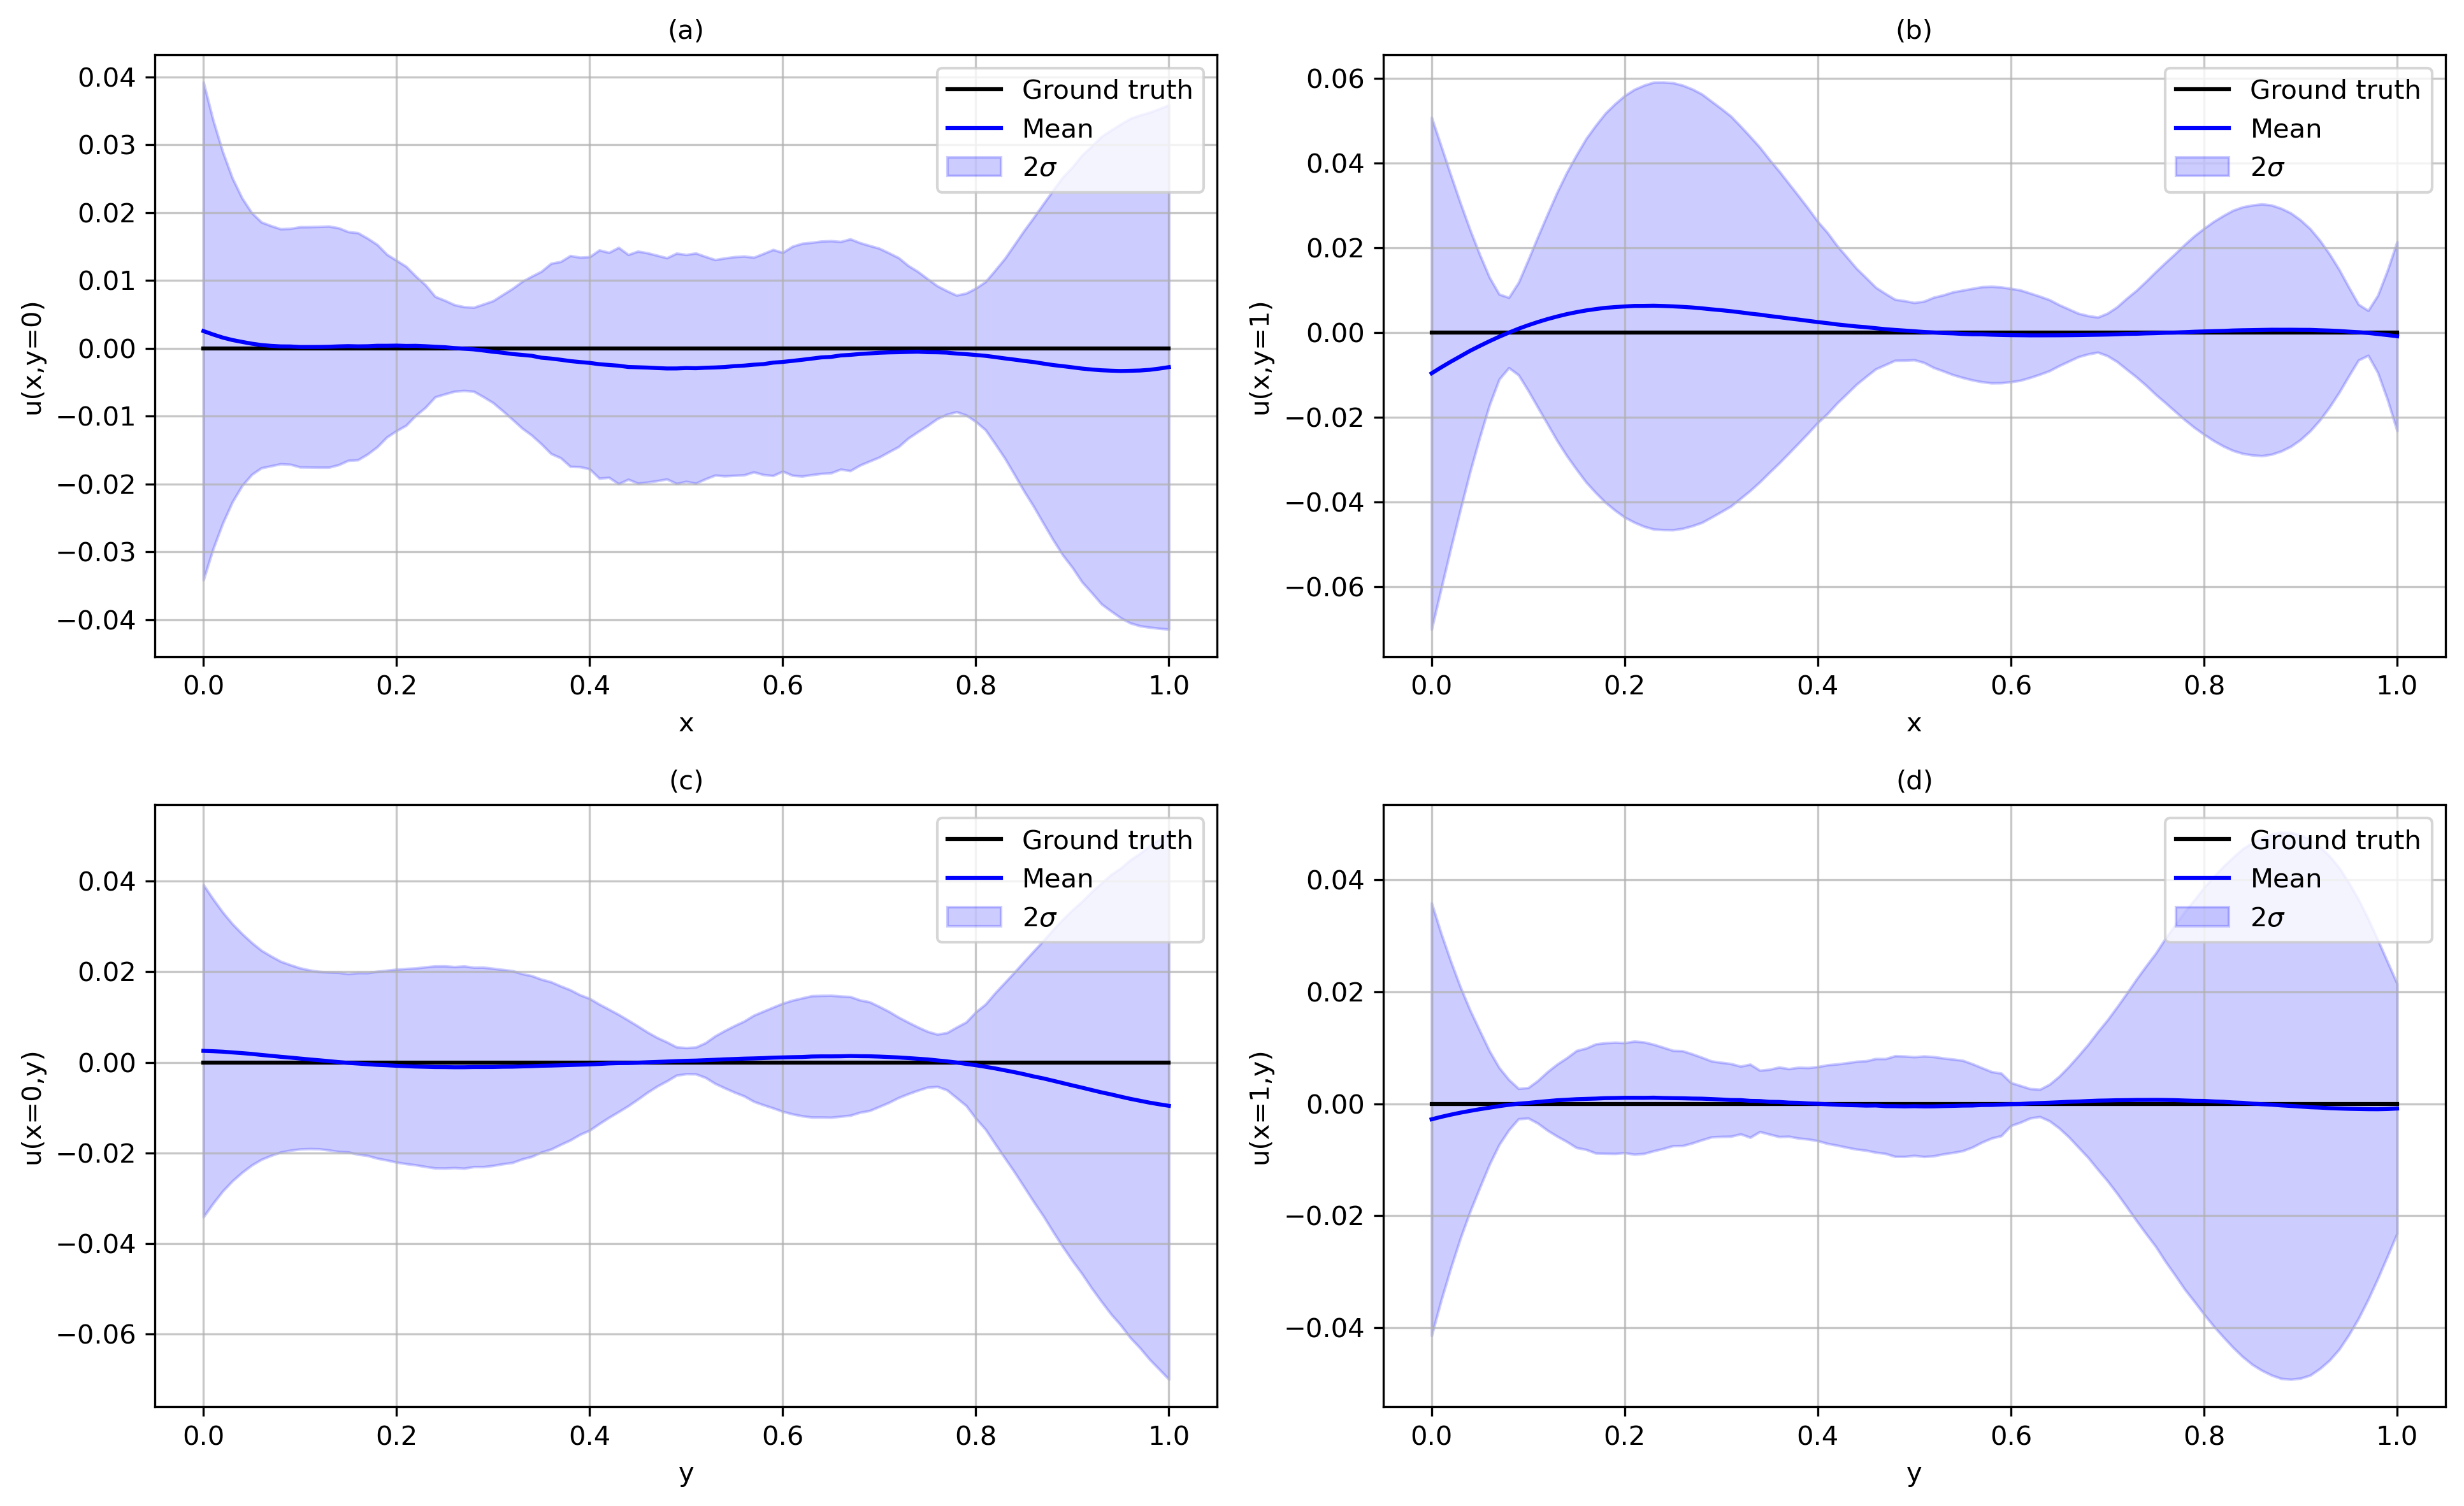 (a)
0.04
0.03
0.02
0.01
0.00
−0.01
−0.02
−0.03
−0.04
u(x,y=0)
Ground truth
Mean
2σ
0.0 0.2 0.4 0.6 0.8 1.0
x
(b)
0.06
0.04
0.02
0.00
−0.02
−0.04
−0.06
u(x,y=1)
Ground truth
Mean
2σ
0.0 0.2 0.4 0.6 0.8 1.0
x
(c)
0.04
0.02
0.00
−0.02
−0.04
−0.06
u(x=0,y)
Ground truth
Mean
2σ
0.0 0.2 0.4 0.6 0.8 1.0
y
(d)
0.04
0.02
0.00
−0.02
−0.04
u(x=1,y)
Ground truth
Mean
2σ
0.0 0.2 0.4 0.6 0.8 1.0
y